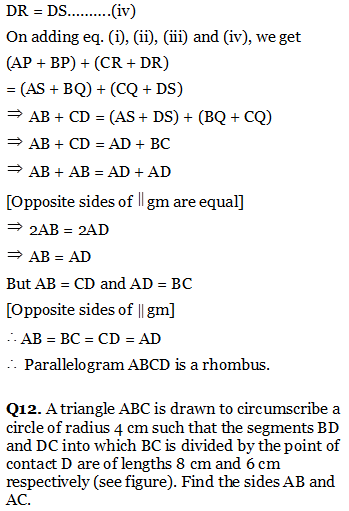 DR = DS..........(iv)
On adding eq. (i), (ii), (iii) and (iv), we get
(AP + BP) + (CR + DR)
= (AS + BQ) + (CQ + DS)
⇒ AB + CD = (AS + DS) + (BQ + CQ)
⇒ AB + CD = AD + BC
⇒ AB + AB = AD + AD
[Opposite sides of ∥ gm are equal]
⇒ 2AB = 2AD
⇒ AB = AD
But AB = CD and AD = BC
[Opposite sides of ∥ gm]
∴ AB = BC = CD = AD
∴ Parallelogram ABCD is a rhombus.
Q12. A triangle ABC is drawn to circumscribe a
circle of radius 4 cm such that the segments BD
and DC into which BC is divided by the point of
contact D are of lengths 8 cm and 6 cm
respectively (see figure). Find the sides AB and
AC.